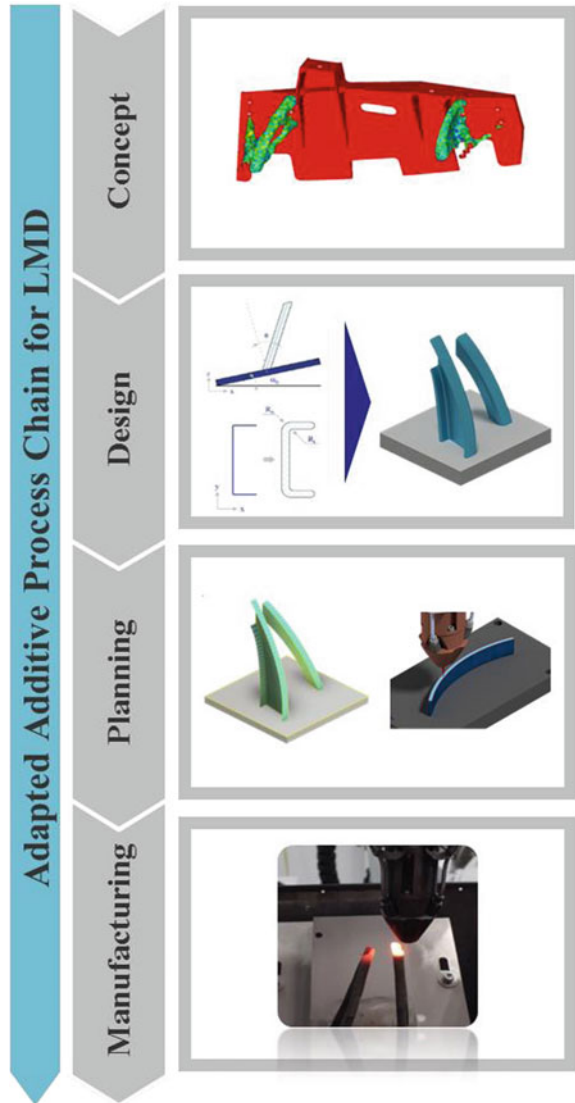 Adapted Additive Process Chain for LMD
Concept
Design
Planning
Manufacturing